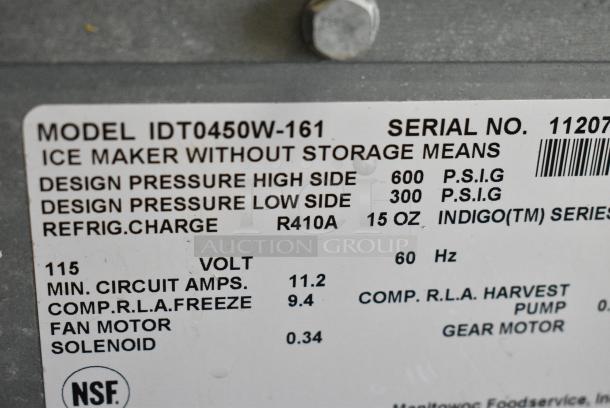 MODEL IDT0450W-161 SERIAL NO. 11207
ICE MAKER WITHOUT STORAGE MEANS
DESIGN PRESSURE HIGH SIDE 600 P.S.I.G
DESIGN PRESSURE LOW SIDE 300 P.S.I.G
REFRIG.CHARGE R410A 15 OZ INDIGO(TM) SERIES
AUCTION GROUP
115 VOLT 60 Hz
MIN. CIRCUIT AMPS. 11.2
COMP.R.L.A.FREEZE 9.4 COMP. R.L.A. HARVEST
FAN MOTOR PUMP 0.
SOLENOID 0.34 GEAR MOTOR
NSF.
Manitowoc Foodservice, Inc